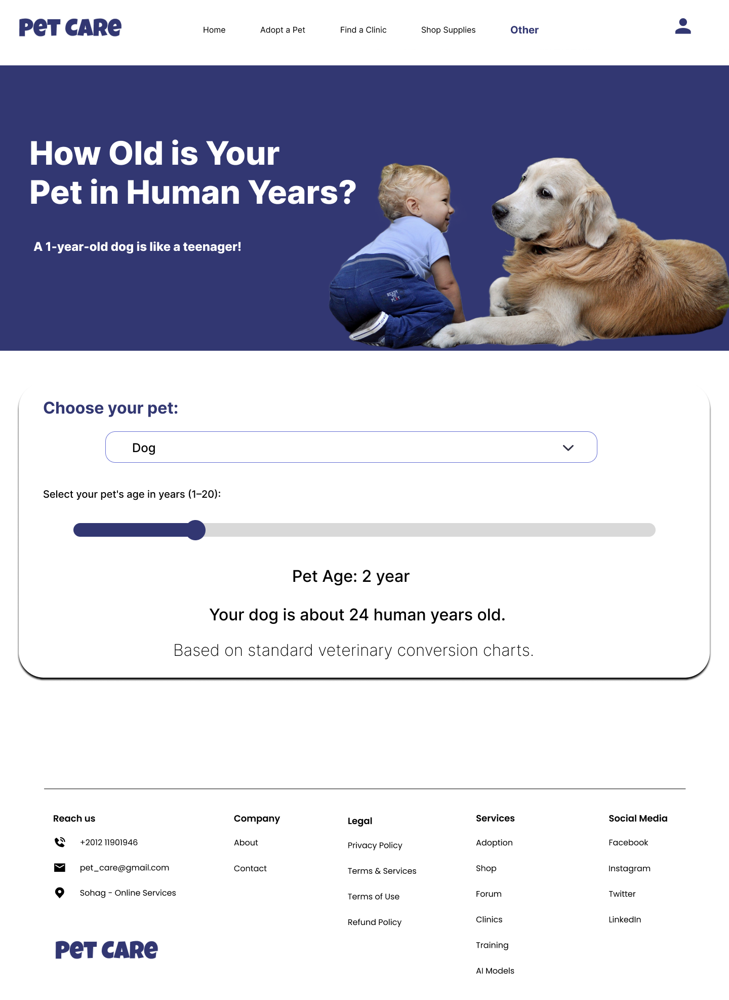 PeT CARe
Home
Adopt a Pet
Find a Clinic
Shop Supplies
Other
How Old is Your
Pet in Human Years?
A 1-year-old dog is like a teenager!
READY
TO
PLAY
Choose your pet:
Dog
Select your pet's age in years (1–20):
Pet Age: 2 year
Your dog is about 24 human years old.
Based on standard veterinary conversion charts.
Reach us
+2012 11901946
pet_care@gmail.com
Sohag - Online Services
PeT CARe
Company
About
Contact
Legal
Privacy Policy
Terms & Services
Terms of Use
Refund Policy
Services
Adoption
Shop
Forum
Clinics
Training
AI Models
Social Media
Facebook
Instagram
Twitter
LinkedIn